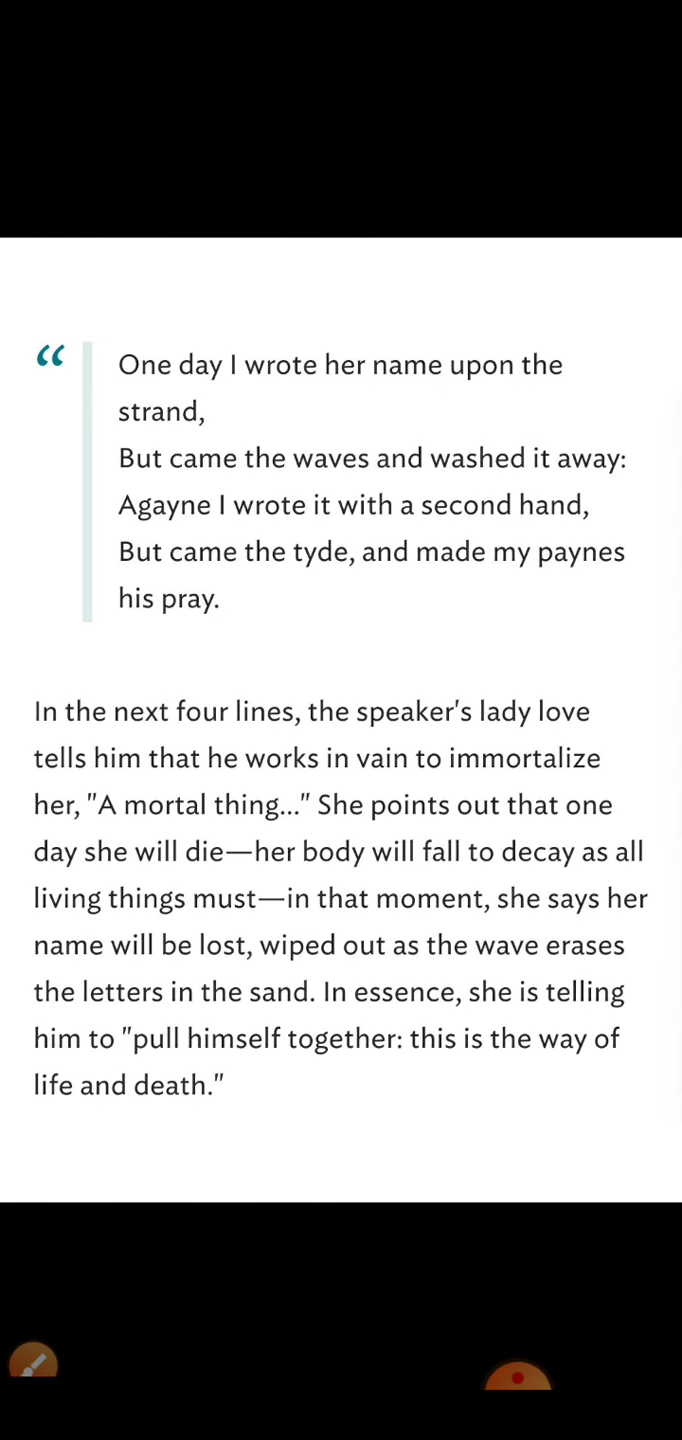 “
One day I wrote her name upon the
strand,
But came the waves and washed it away:
Agayne I wrote it with a second hand,
But came the tyde, and made my paynes
his pray.
In the next four lines, the speaker's lady love
tells him that he works in vain to immortalize
her, "A mortal thing..." She points out that one
day she will die—her body will fall to decay as all
living things must—in that moment, she says her
name will be lost, wiped out as the wave erases
the letters in the sand. In essence, she is telling
him to "pull himself together: this is the way of
life and death."